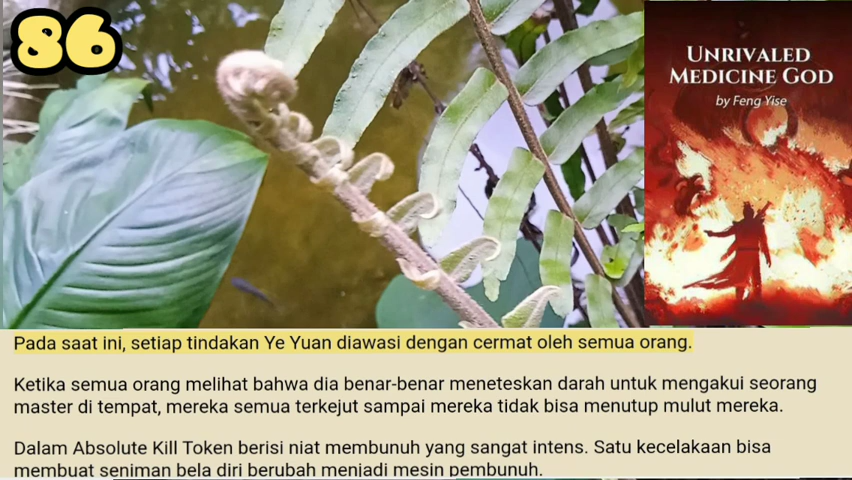 86
UNRIVALED
MEDICINE GOD
by Feng Yise
Pada saat ini, setiap tindakan Ye Yuan diawasi dengan cermat oleh semua orang.
Ketika semua orang melihat bahwa dia benar-benar meneteskan darah untuk mengakui seorang
master di tempat, mereka semua terkejut sampai mereka tidak bisa menutup mulut mereka.
Dalam Absolute Kill Token berisi niat membunuh yang sangat intens. Satu kecelakaan bisa
membuat seniman bela diri berubah menjadi mesin pembunuh.